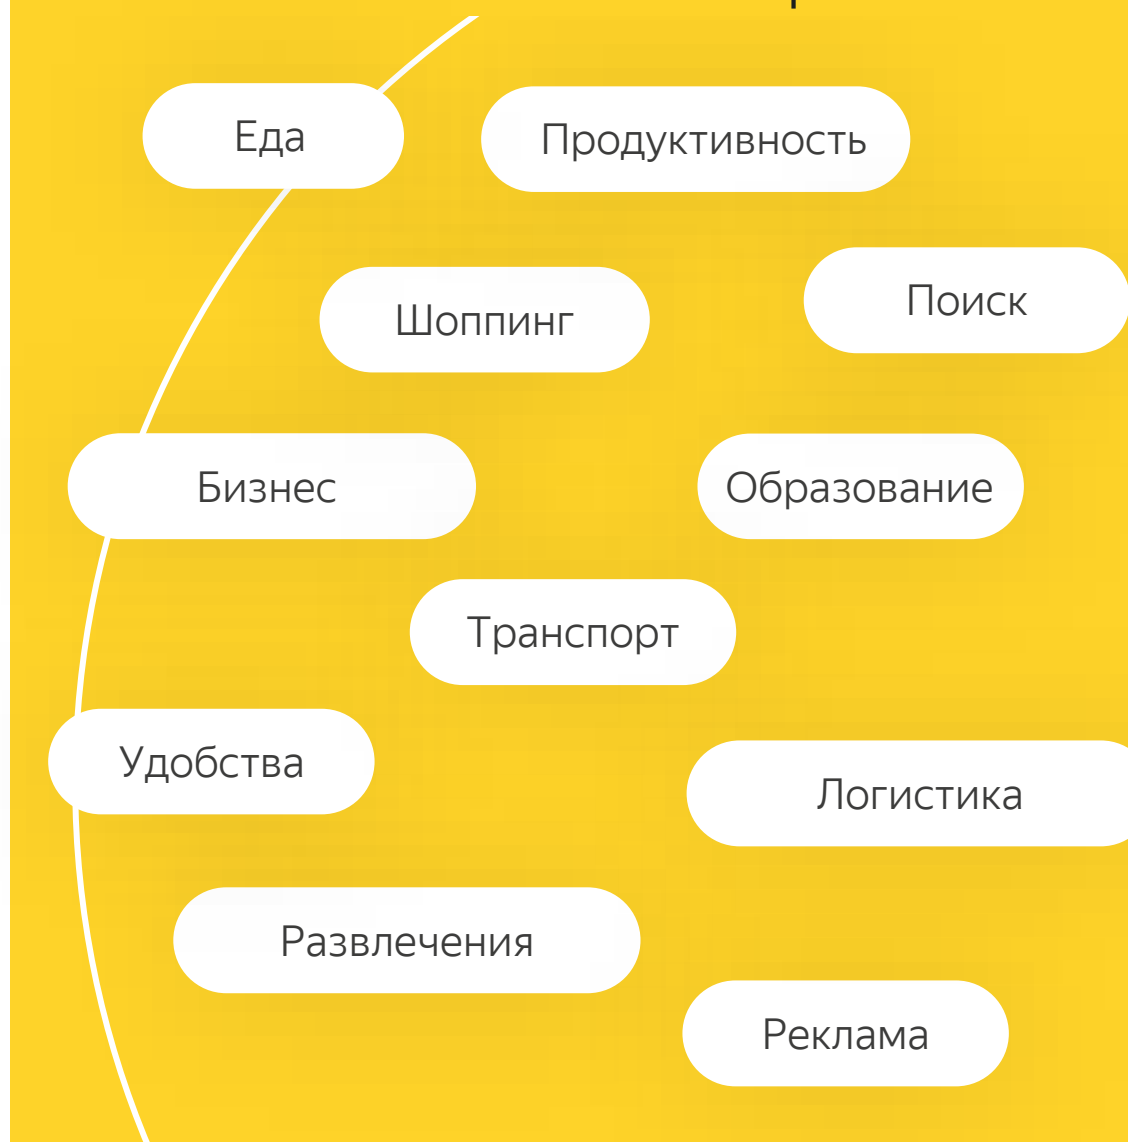 Еда
Продуктивность
Поиск
Шоппинг
Бизнес
Образование
Транспорт
Удобства
Логистика
Развлечения
Реклама